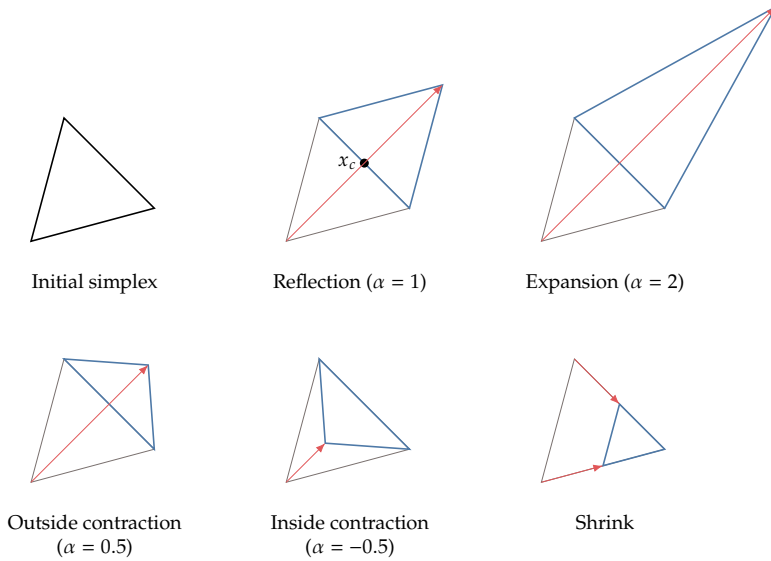 x_c
Initial simplex
Reflection (α = 1)
Expansion (α = 2)
Outside contraction
(α = 0.5)
Inside contraction
(α = −0.5)
Shrink